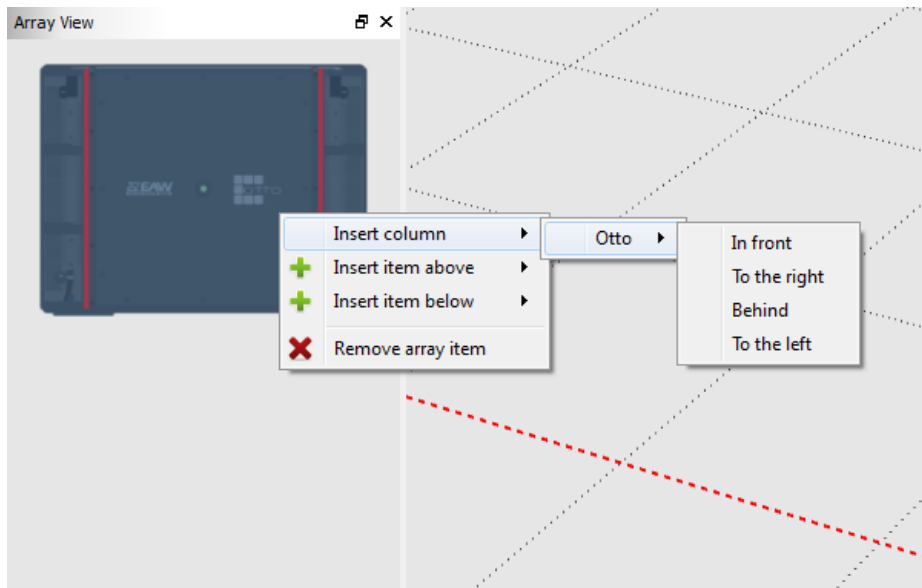 Array View
EAW
OTTO
Insert column
Insert item above
Insert item below
Remove array item
Otto
In front
To the right
Behind
To the left